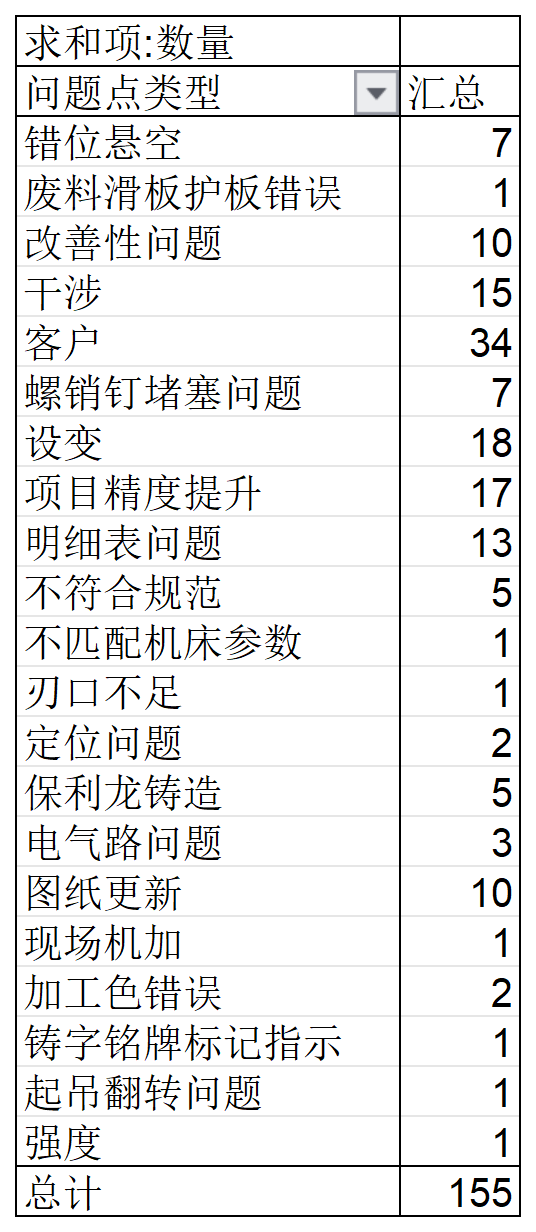 求和项:数量
问题点类型 汇总
错位悬空 7
废料滑板护板错误 1
改善性问题 10
干涉 15
客户 34
螺销钉堵塞问题 7
设变 18
项目精度提升 17
明细表问题 13
不符合规范 5
不匹配机床参数 1
刃口不足 1
定位问题 2
保利龙铸造 5
电气路问题 3
图纸更新 10
现场机加 1
加工色错误 2
铸字铭牌标记指示 1
起吊翻转问题 1
强度 1
总计 155